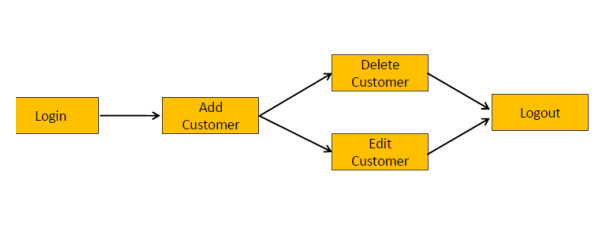 Login
Add
Customer
Delete
Customer
Edit
Customer
Logout